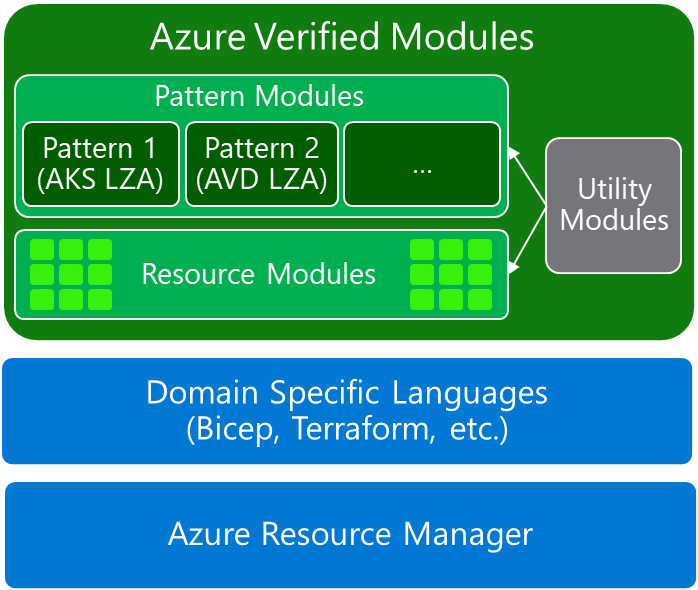 Azure Verified Modules
Pattern Modules
Pattern 1
(AKS LZA)
Pattern 2
(AVD LZA)
...
Utility
Modules
Resource Modules
Domain Specific Languages
(Bicep, Terraform, etc.)
Azure Resource Manager